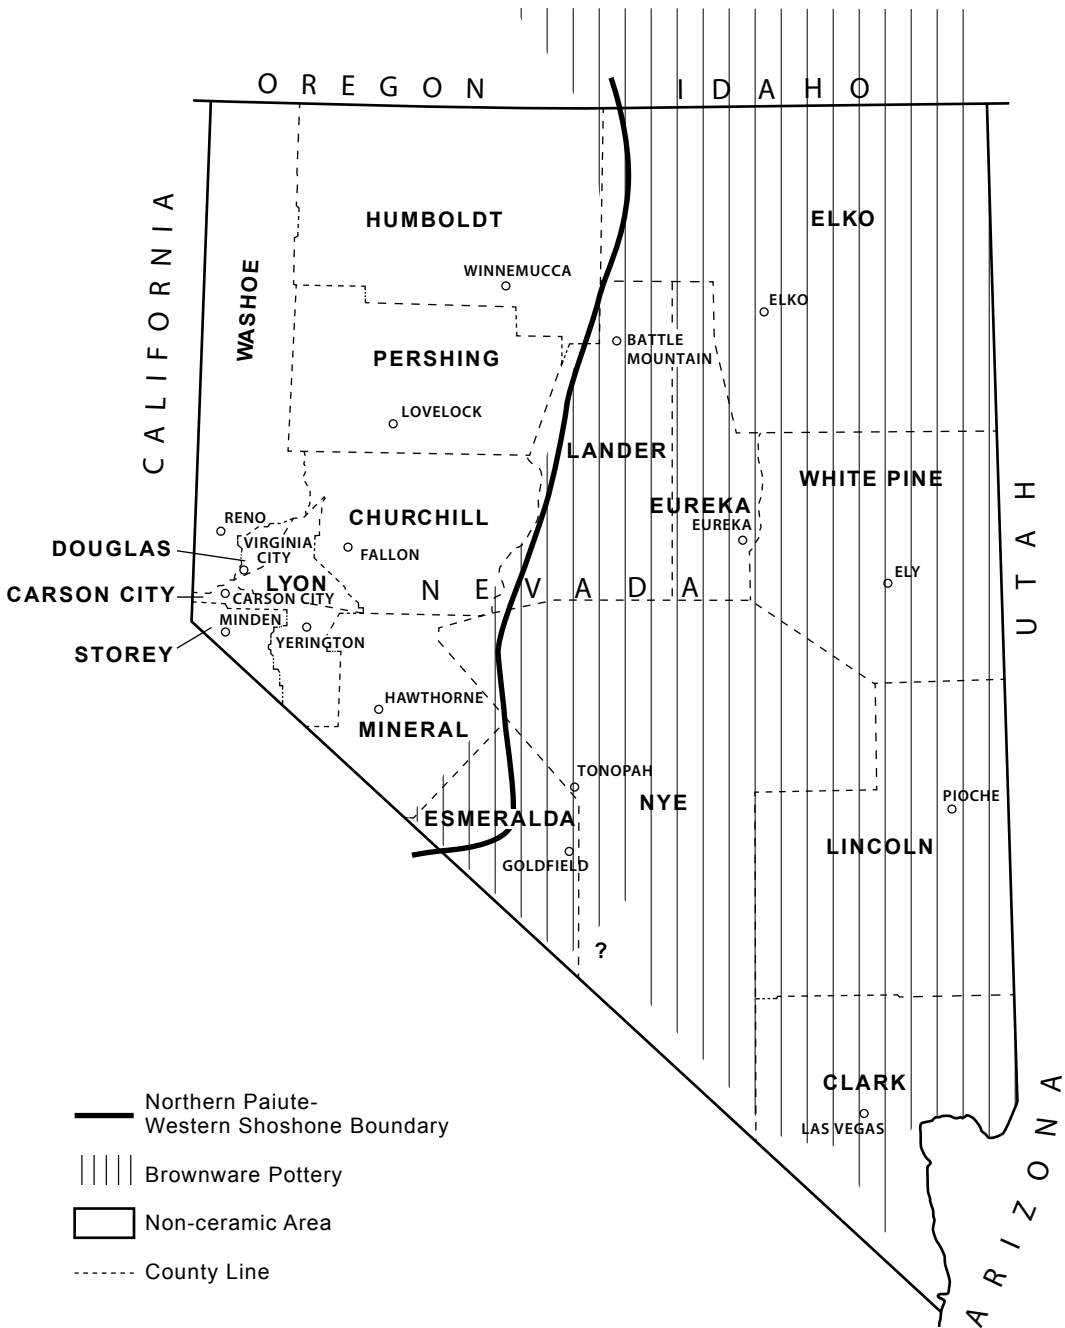 OREGON
IDAHO
CALIFORNIA
HUMBOLDT
ELKO
WASHOE
WINNEMUCCA
ELKO
BATTLE
MOUNTAIN
PERSHING
LOVELOCK
LANDER
WHITE PINE
UTAH
EUREKA
EUREKA
CHURCHILL
RENO
VIRGINIA
CITY
FALLON
DOUGLAS
ELY
LYON
NEVADA
CARSON CITY
CARSON CITY
MINDEN
YERINGTON
STOREY
HAWTHORNE
MINERAL
TONOPAH
NYE
PIOCHE
ESMERALDA
LINCOLN
GOLDFIELD
?
CLARK
LAS VEGAS
ARIZONA
Northern Paiute-
Western Shoshone Boundary
Brownware Pottery
Non-ceramic Area
County Line